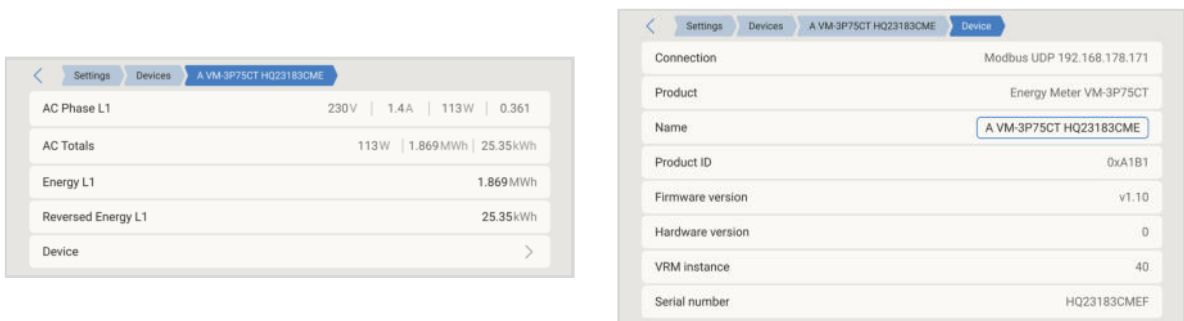 Settings Devices A VM-3P75CT HQ23183CME
AC Phase L1 230V 1.4A 113W 0.361
AC Totals 113W 1.869MWh 25.35kWh
Energy L1 1.869MWh
Reversed Energy L1 25.35kWh
Device
Settings Devices A VM-3P75CT HQ23183CME Device
Connection Modbus UDP 192.168.178.171
Product Energy Meter VM-3P75CT
Name A VM-3P75CT HQ23183CME
Product ID 0xA1B1
Firmware version v1.10
Hardware version 0
VRM instance 40
Serial number HQ23183CMEF